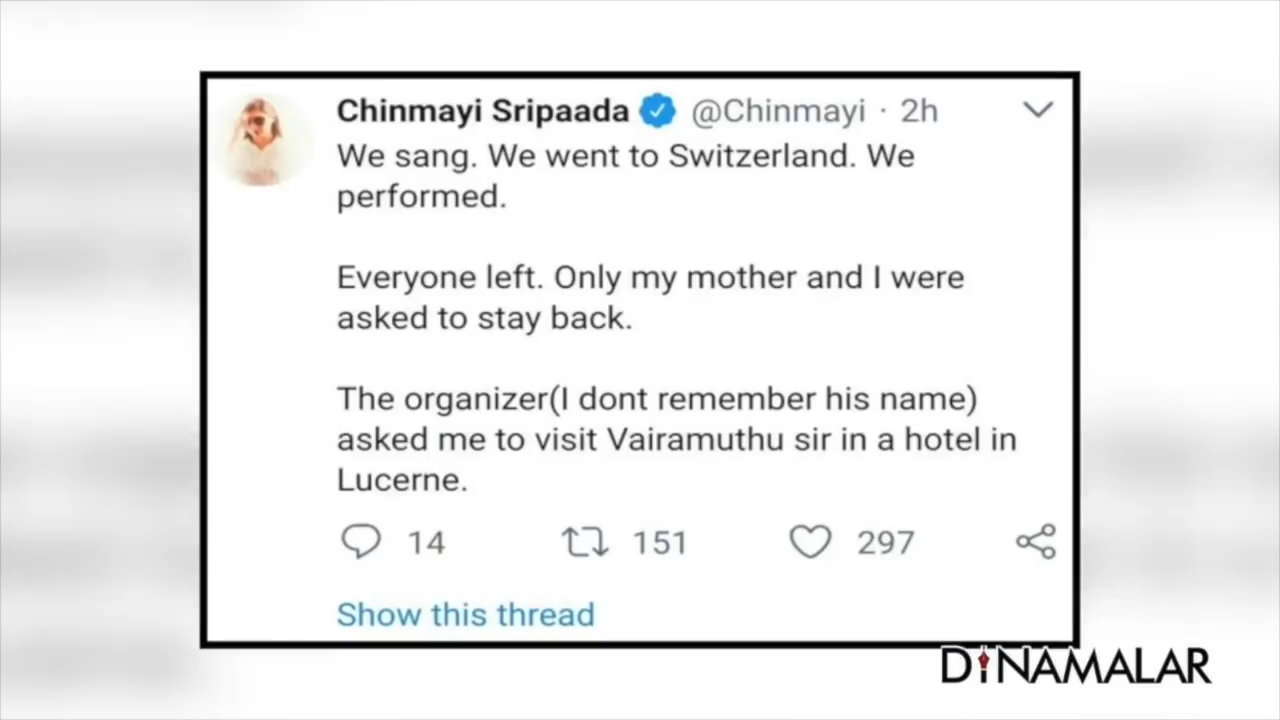 Chinmayi Sripaada @Chinmayi · 2h
We sang. We went to Switzerland. We
performed.
Everyone left. Only my mother and I were
asked to stay back.
The organizer(I dont remember his name)
asked me to visit Vairamuthu sir in a hotel in
Lucerne.
14 151 297
Show this thread
DINAMALAR